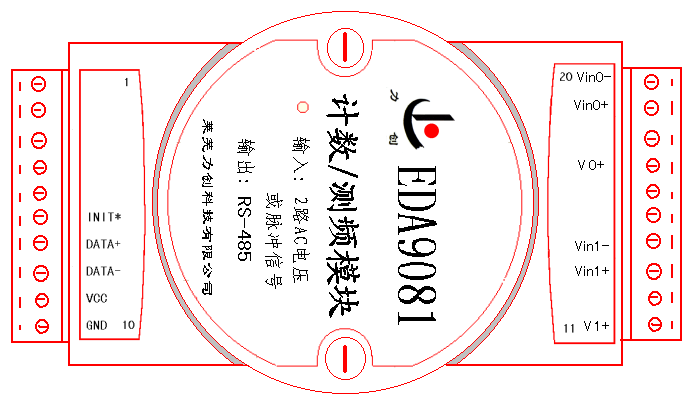 1
INIT*
DATA+
DATA-
VCC
GND 10
力创
EDA9081
计数/测频模块
输入: 2路AC电压
或脉冲信号
输出: RS-485
莱芜力创科技有限公司
20 Vin0-
Vin0+
V0+
Vin1-
Vin1+
11 V1+